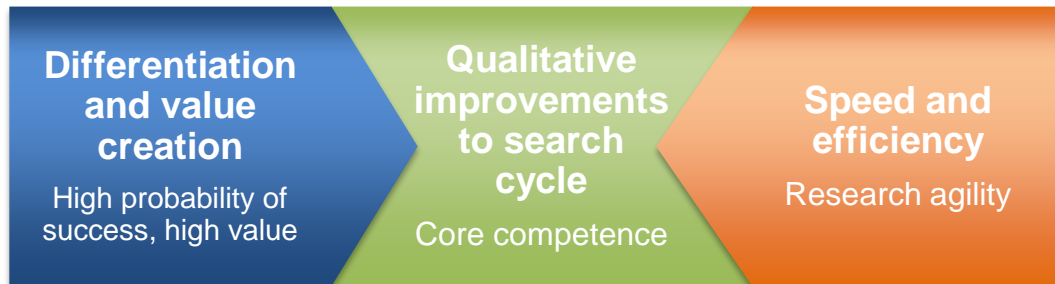 Differentiation
and value
creation
High probability of
success, high value
Qualitative
improvements
to search
cycle
Core competence
Speed and
efficiency
Research agility